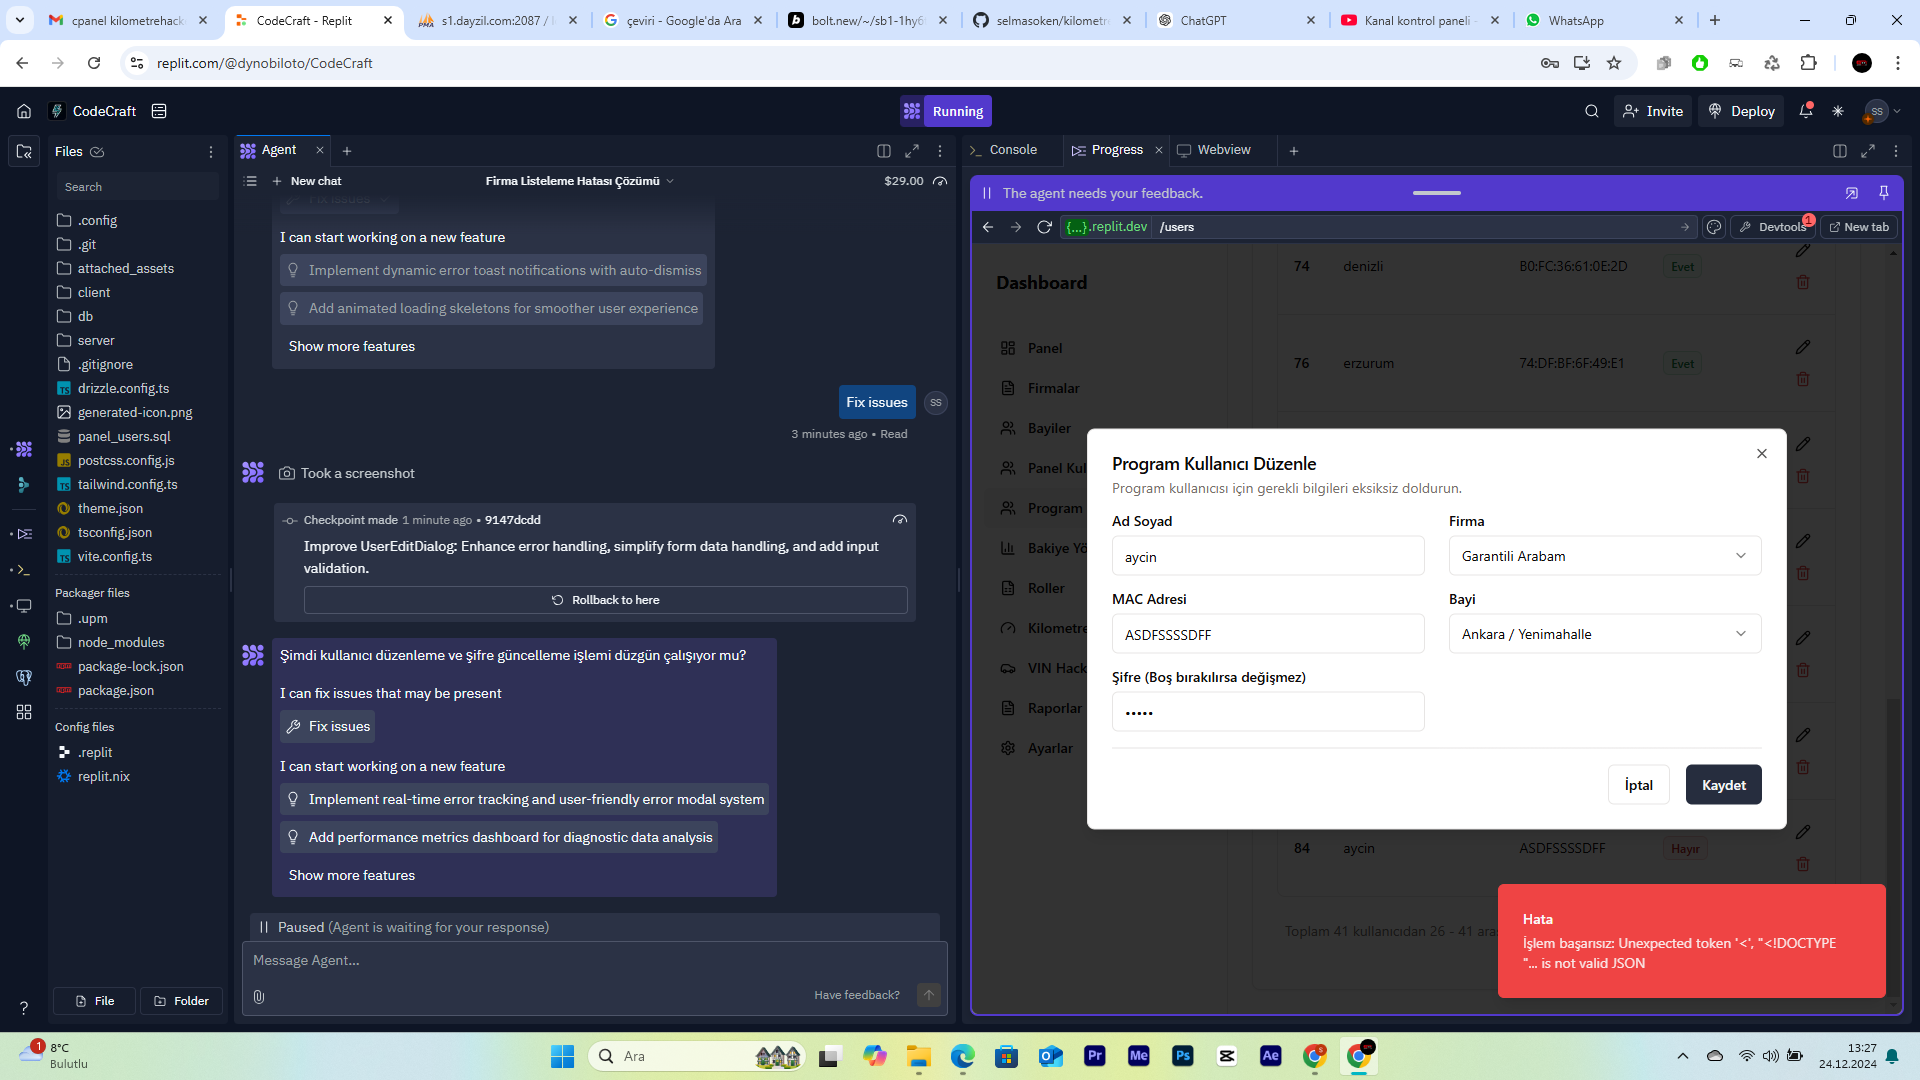 cpanel kilometrehack
CodeCraft - Replit
s1.dayzil.com:2087 /
çeviri - Google'da Ara
bolt.new/~/sb1-1hy6
selmasoken/kilometre
ChatGPT
Kanal kontrol paneli -
WhatsApp
replit.com/@dynobiloto/CodeCraft
CodeCraft
Running
Invite
Deploy
SS
Files
Search
.config
.git
attached_assets
client
db
server
.gitignore
drizzle.config.ts
generated-icon.png
panel_users.sql
postcss.config.js
tailwind.config.ts
theme.json
tsconfig.json
vite.config.ts
Packager files
.upm
node_modules
package-lock.json
package.json
Config files
.replit
replit.nix
File
Folder
Agent
New chat
Firma Listeleme Hatası Çözümü
$29.00
Fix issues
I can start working on a new feature
Implement dynamic error toast notifications with auto-dismiss
Add animated loading skeletons for smoother user experience
Show more features
Fix issues
SS
3 minutes ago • Read
Took a screenshot
Checkpoint made 1 minute ago • 9147dcdd
Improve UserEditDialog: Enhance error handling, simplify form data handling, and add input
validation.
Rollback to here
Şimdi kullanıcı düzenleme ve şifre güncelleme işlemi düzgün çalışıyor mu?
I can fix issues that may be present
Fix issues
I can start working on a new feature
Implement real-time error tracking and user-friendly error modal system
Add performance metrics dashboard for diagnostic data analysis
Show more features
Paused (Agent is waiting for your response)
Message Agent...
Have feedback?
Console
Progress
Webview
The agent needs your feedback.
{...}.replit.dev
/users
Devtools
1
New tab
Dashboard
Panel
Firmalar
Bayiler
Panel Kul
Program
Bakiye Yö
Roller
Kilometre
VIN Hack
Raporlar
Ayarlar
74 denizli B0:FC:36:61:0E:2D Evet
76 erzurum 74:DF:BF:6F:49:E1 Evet
Program Kullanıcı Düzenle
Program kullanıcısı için gerekli bilgileri eksiksiz doldurun.
Ad Soyad
Firma
aycin
Garantili Arabam
MAC Adresi
Bayi
ASDFSSSSDFF
Ankara / Yenimahalle
Şifre (Boş bırakılırsa değişmez)
•••••
İptal
Kaydet
84 aycin ASDFSSSSDFF Hayır
Toplam 41 kullanıcıdan 26 - 41 aras
Hata
İşlem başarısız: Unexpected token '<', "<!DOCTYPE
"... is not valid JSON
1
8°C
Bulutlu
Ara
13:27
24.12.2024